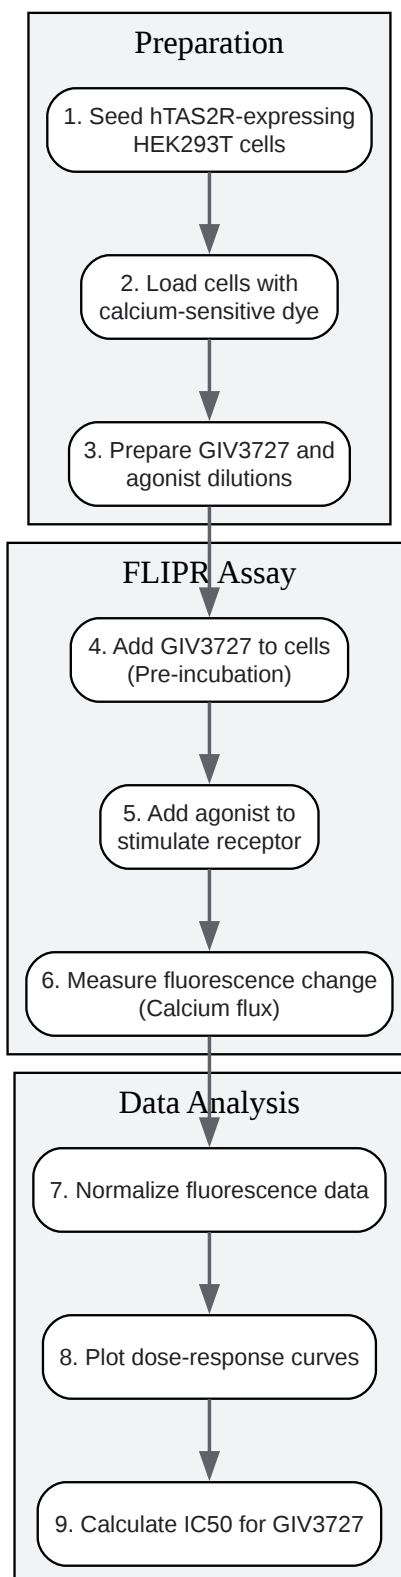 Preparation
1. Seed hTAS2R-expressing
HEK293T cells
2. Load cells with
calcium-sensitive dye
3. Prepare GIV3727 and
agonist dilutions
FLIPR Assay
4. Add GIV3727 to cells
(Pre-incubation)
5. Add agonist to
stimulate receptor
6. Measure fluorescence change
(Calcium flux)
Data Analysis
7. Normalize fluorescence data
8. Plot dose-response curves
9. Calculate IC50 for GIV3727